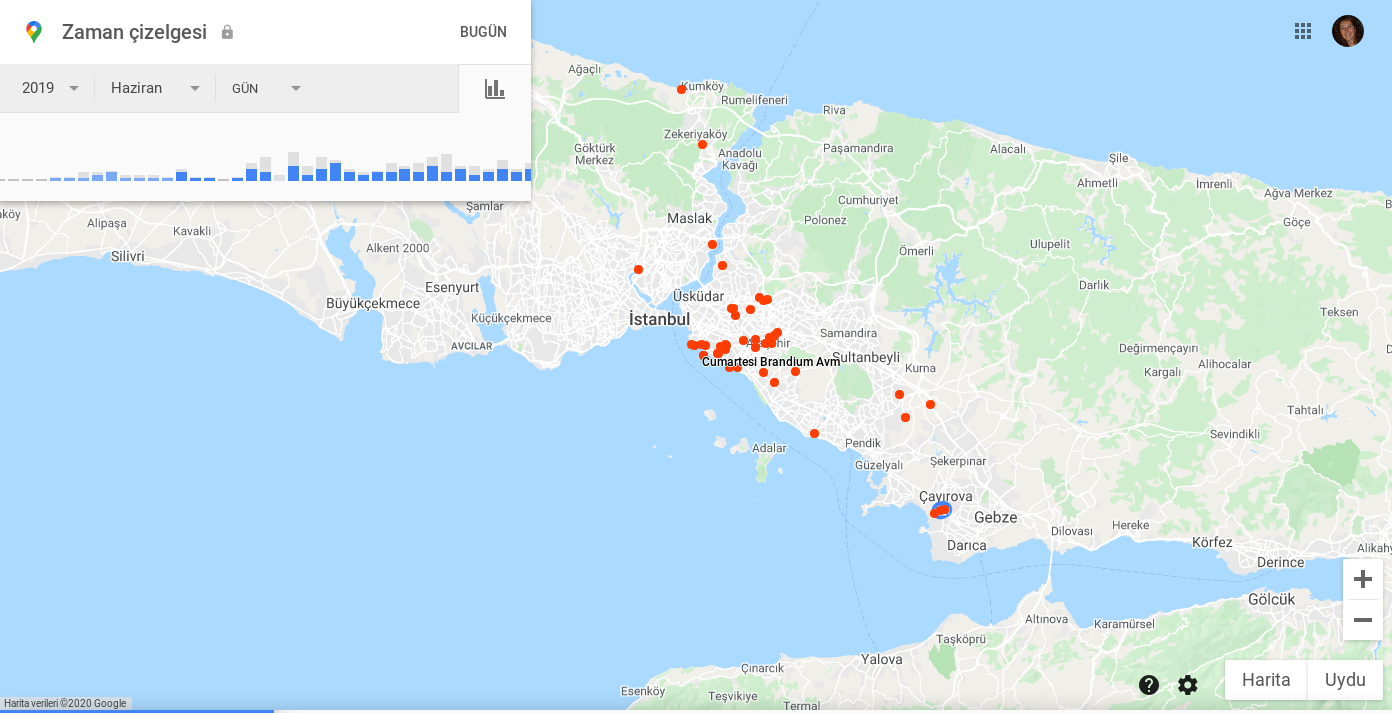 Zaman çizelgesi
BUGÜN
2019
Haziran
GÜN
Ağaçlı
Kumköy
Rumelifeneri
Riva
Zekeriyaköy
Göktürk
Merkez
Anadolu
Kavağı
Paşamandıra
Alacalı
Şile
Ahmetli
İmrenli
Ağva Merkez
Cumhuriyet
Şamlar
Maslak
Polonez
Göçe
Alipaşa
Kavakli
Alkent 2000
Silivri
Ömerli
Ulupelit
Esenyurt
Üsküdar
Darlık
Büyükçekmece
Küçükçekmece
İstanbul
Teksen
AVCILAR
Samandıra
Değirmençayırı
Cumartesi Brandium Avm
Sultanbeyli
Kurna
Alihocalar
Kargalı
Tahtalı
Sevindikli
Pendik
Adalar
Güzelyalı
Şekerpınar
Çayırova
Gebze
Hereke
Dilovası
Körfez
Darıca
Derince
Gölcük
Altınova
Karamürsel
Taşköprü
Yalova
Çınarcık
Esenköy
Teşvikiye
Termal
Harita
Uydu
Harita verileri ©2020 Google